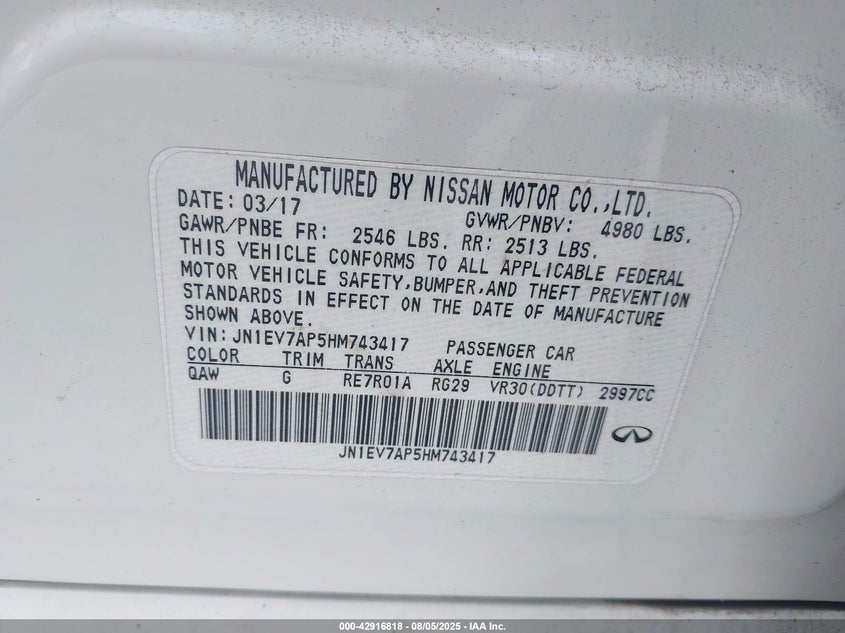 MANUFACTURED BY NISSAN MOTOR CO.,LTD.
DATE: 03/17 GVWR/PNBV: 4980 LBS.
GAWR/PNBE FR: 2546 LBS. RR: 2513 LBS.
THIS VEHICLE CONFORMS TO ALL APPLICABLE FEDERAL
MOTOR VEHICLE SAFETY,BUMPER,AND THEFT PREVENTION
STANDARDS IN EFFECT ON THE DATE OF MANUFACTURE
SHOWN ABOVE.
VIN: JN1EV7AP5HM743417 PASSENGER CAR
COLOR TRIM TRANS AXLE ENGINE
QAW G RE7R01A RG29 VR30(DDTT) 2997CC
JN1EV7AP5HM743417
000-42916818 - 08/05/2025 - IAA Inc.